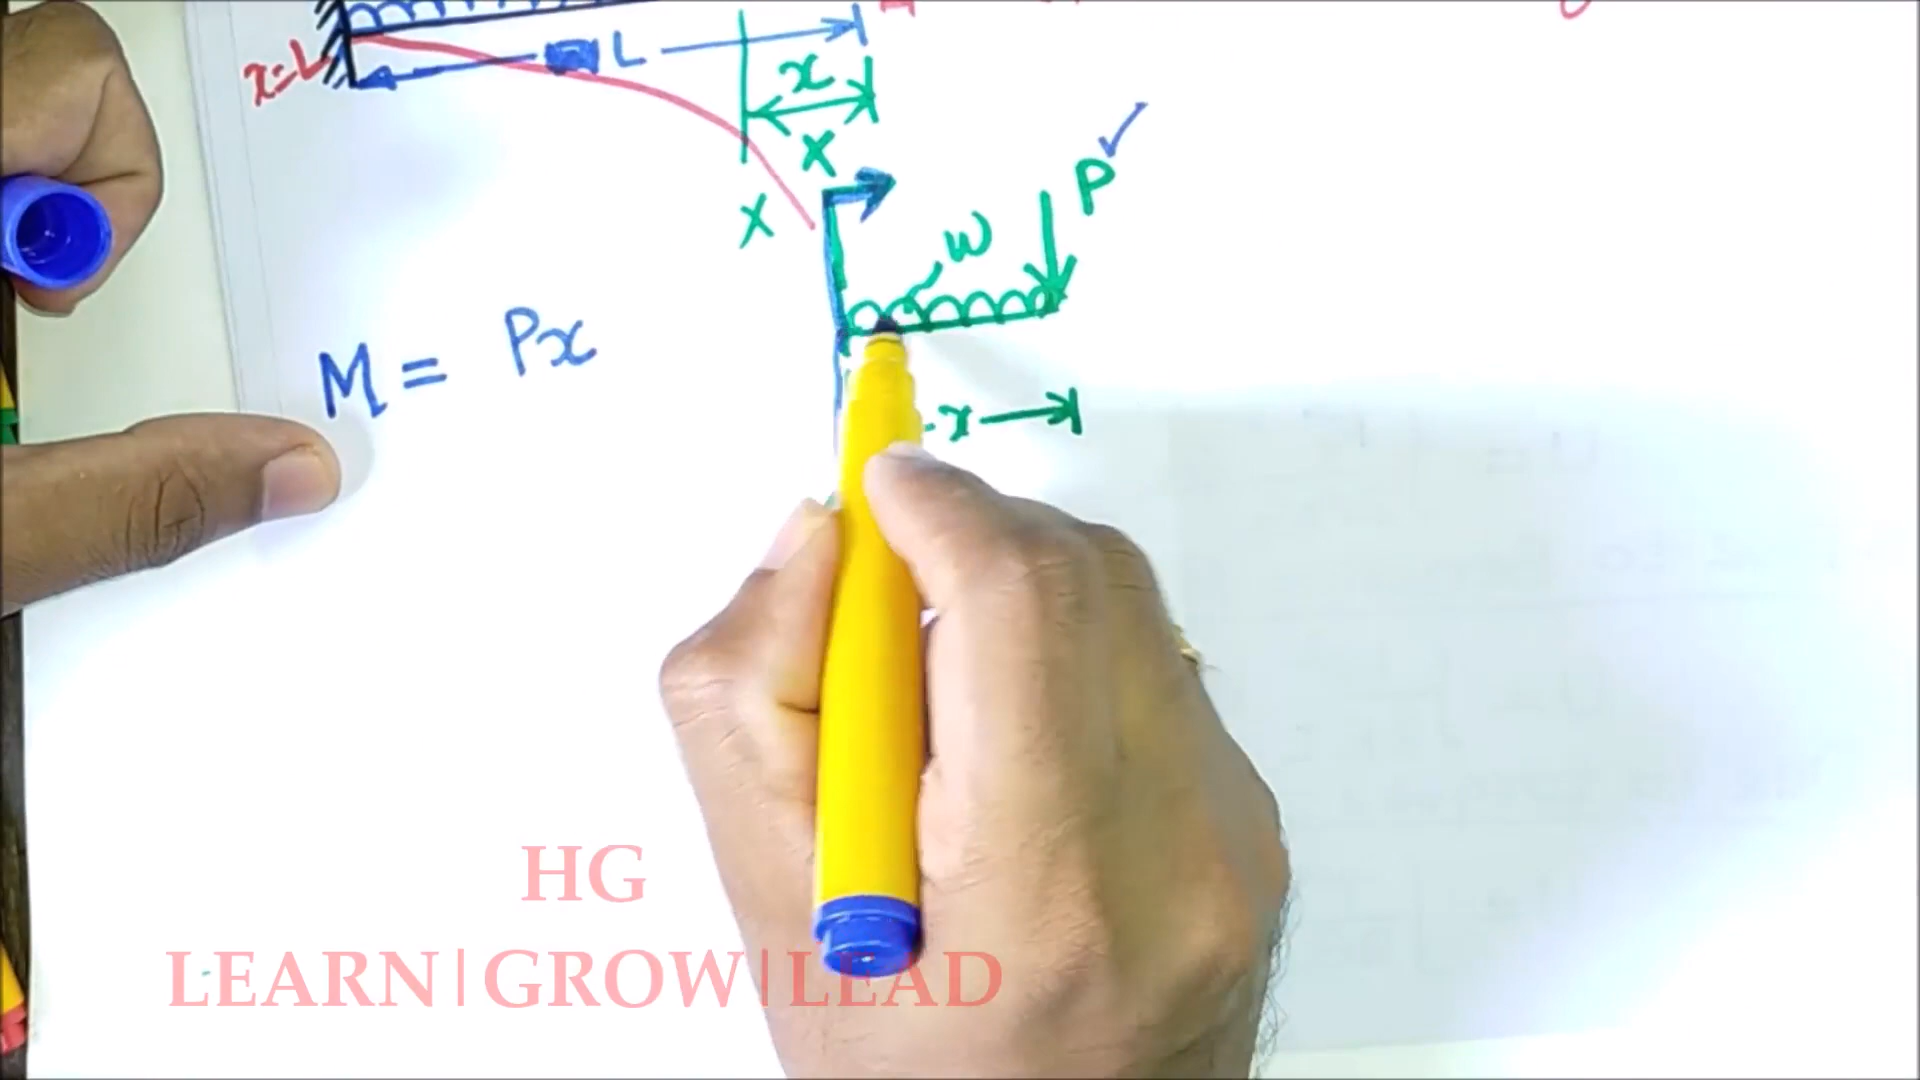 x=L
L
x
X
X
P
w
M = Px
x
HG
LEARN|GROW|LEAD